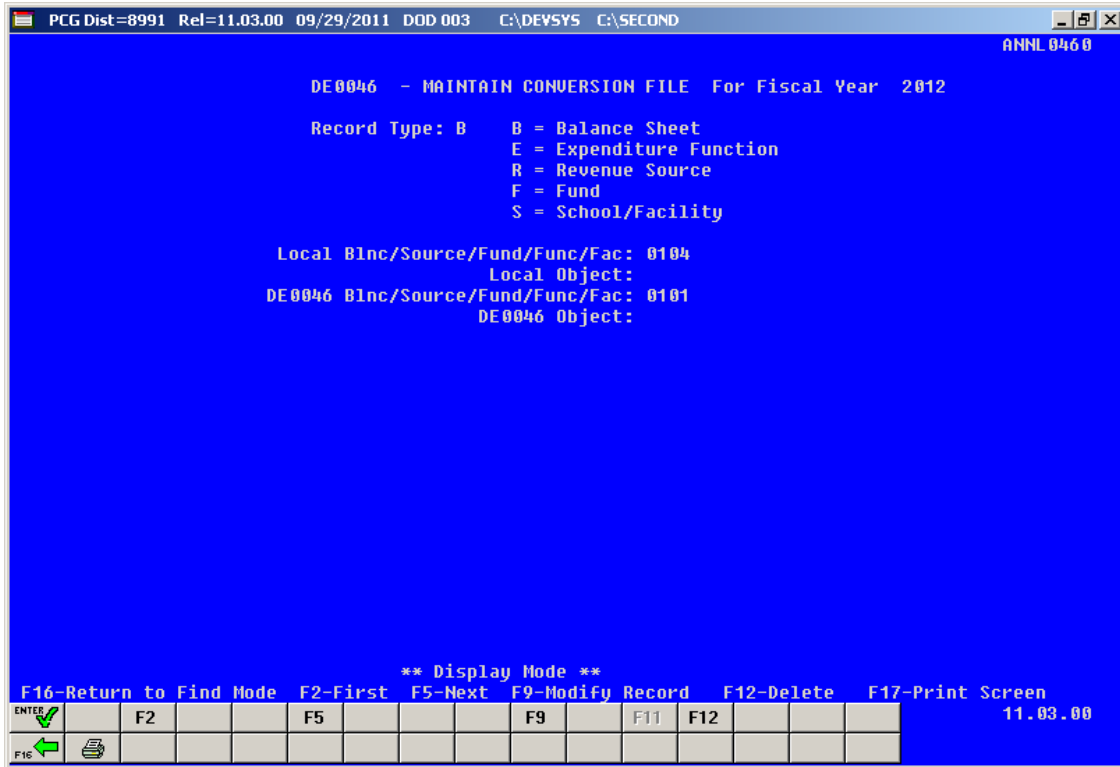 PCG Dist=8991 Rel=11.03.00 09/29/2011 DOD 003 C:\DEVSYS C:\SECOND
ANNL0460
DE0046 - MAINTAIN CONVERSION FILE For Fiscal Year 2012
Record Type: B B = Balance Sheet
E = Expenditure Function
R = Revenue Source
F = Fund
S = School/Facility
Local Blnc/Source/Fund/Func/Fac: 0104
Local Object:
DE0046 Blnc/Source/Fund/Func/Fac: 0101
DE0046 Object:
** Display Mode **
F16-Return to Find Mode F2-First F5-Next F9-Modify Record F12-Delete F17-Print Screen
ENTER F2 F5 F9 F11 F12 11.03.00
F16